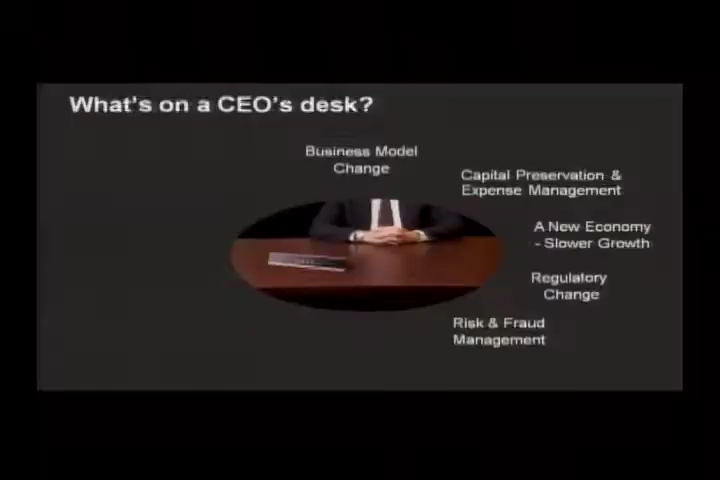 What's on a CEO's desk?
Business Model
Change
Capital Preservation &
Expense Management
A New Economy
- Slower Growth
Regulatory
Change
Risk & Fraud
Management